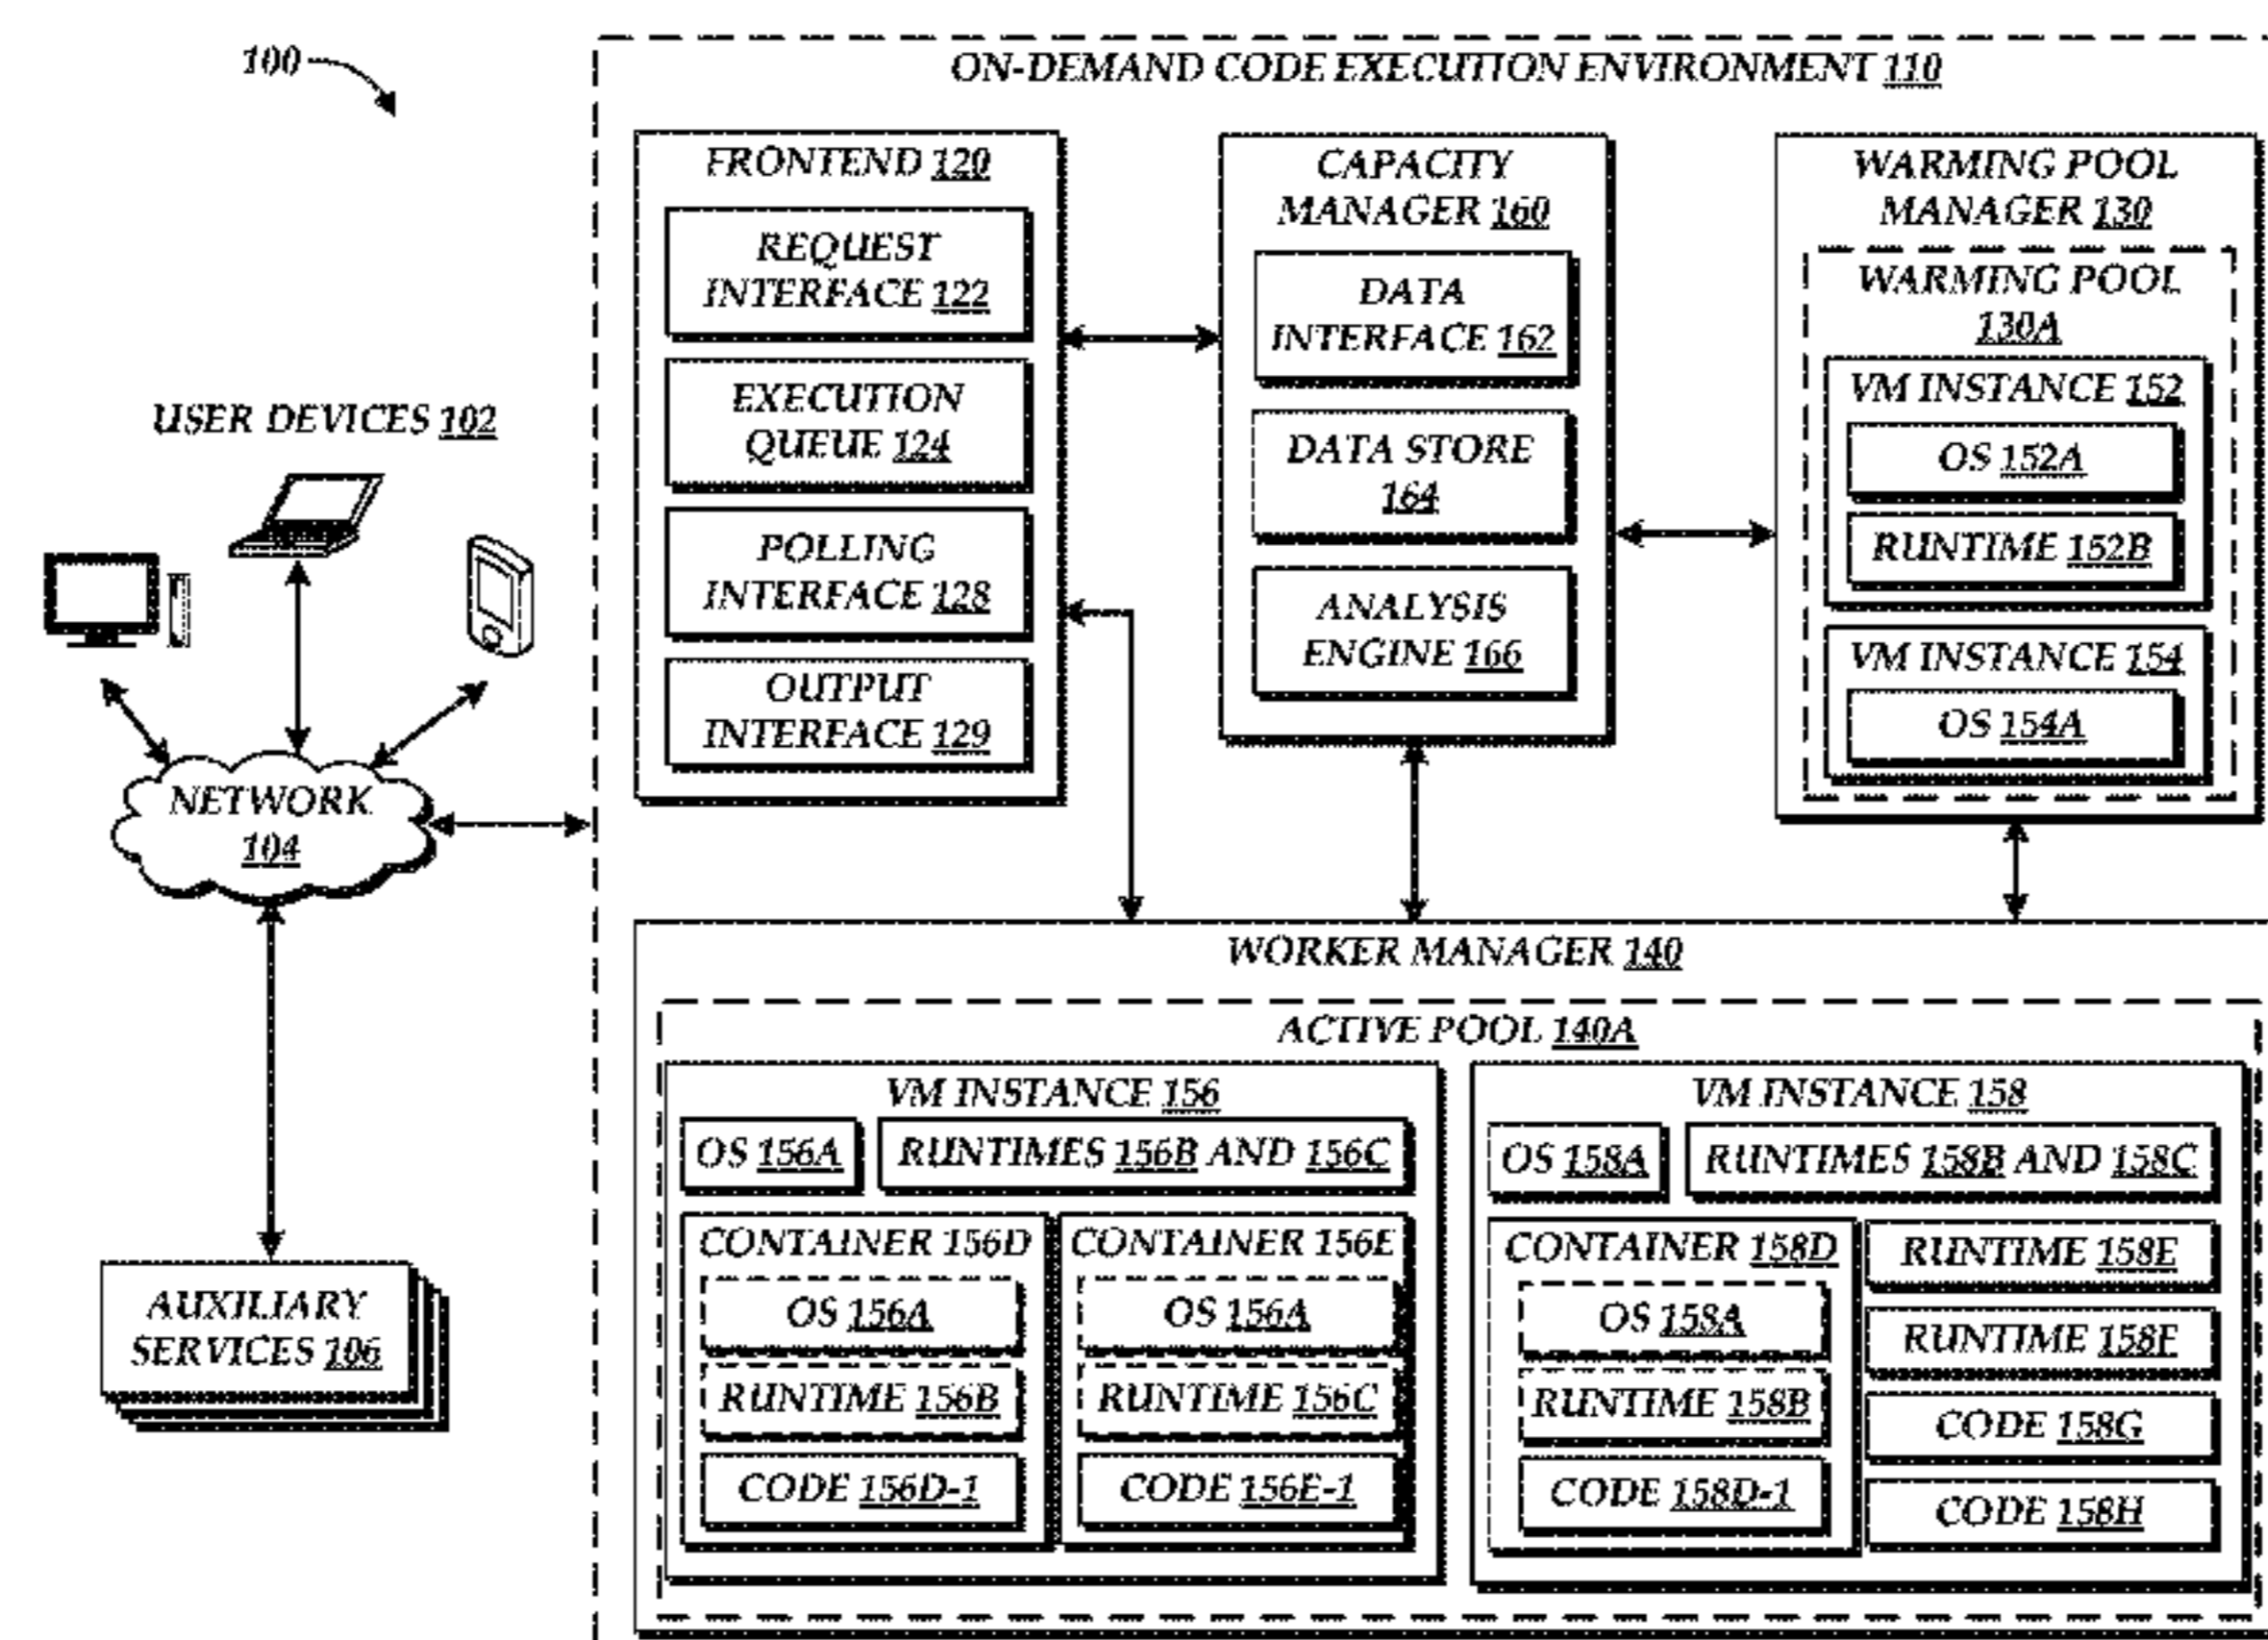 100
ON-DEMAND CODE EXECUTION ENVIRONMENT 110
FRONTEND 120
REQUEST
INTERFACE 122
EXECUTION
QUEUE 124
POLLING
INTERFACE 128
OUTPUT
INTERFACE 129
CAPACITY
MANAGER 160
DATA
INTERFACE 162
DATA STORE
164
ANALYSIS
ENGINE 166
WARMING POOL
MANAGER 130
WARMING POOL
130A
VM INSTANCE 152
OS 152A
RUNTIME 152B
VM INSTANCE 154
OS 154A
USER DEVICES 102
NETWORK
104
AUXILIARY
SERVICES 106
WORKER MANAGER 140
ACTIVE POOL 140A
VM INSTANCE 156
OS 156A
RUNTIMES 156B AND 156C
CONTAINER 156D
OS 156A
RUNTIME 156B
CODE 156D-1
CONTAINER 156E
OS 156A
RUNTIME 156C
CODE 156E-1
VM INSTANCE 158
OS 158A
RUNTIMES 158B AND 158C
CONTAINER 158D
OS 158A
RUNTIME 158B
CODE 158D-1
RUNTIME 158E
RUNTIME 158F
CODE 158G
CODE 158H